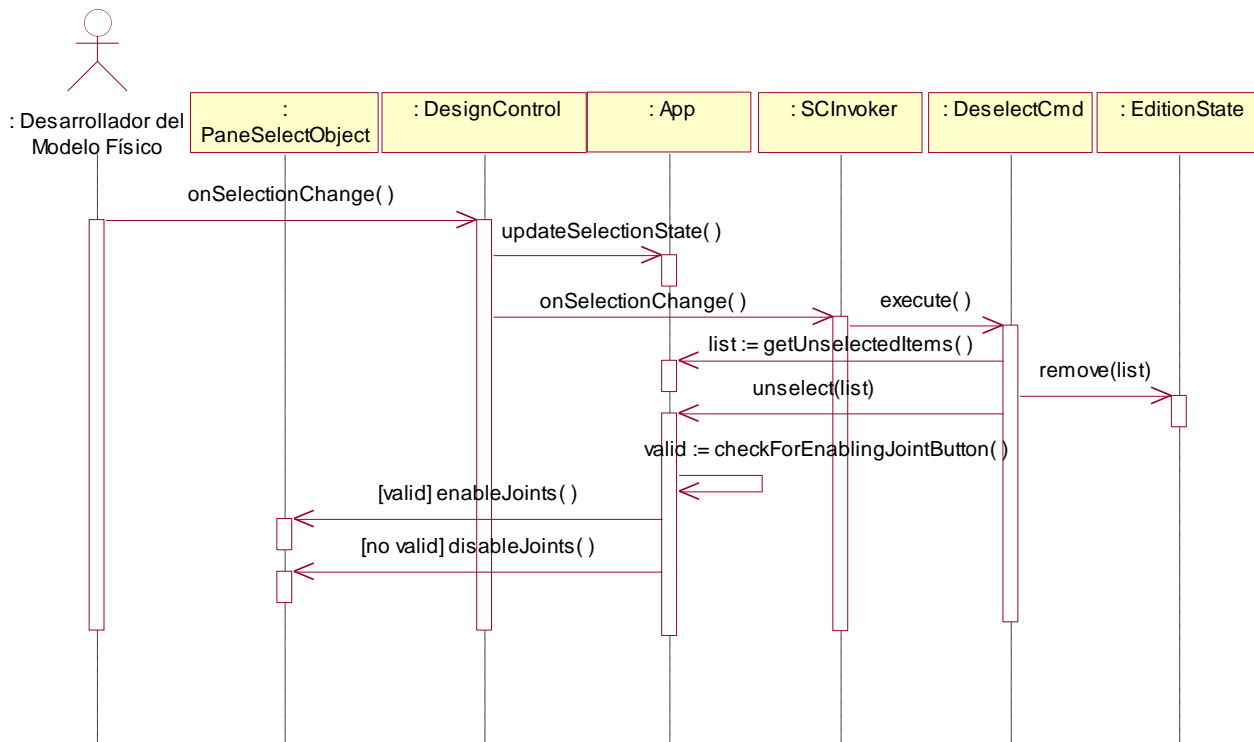 : Desarrollador del
Modelo Físico
:
PaneSelectObject
: DesignControl
: App
: SCInvoker
: DeselectCmd
: EditionState
onSelectionChange( )
updateSelectionState( )
onSelectionChange( )
execute( )
list := getUnselectedItems( )
remove(list)
unselect(list)
valid := checkForEnablingJointButton( )
[valid] enableJoints( )
[no valid] disableJoints( )